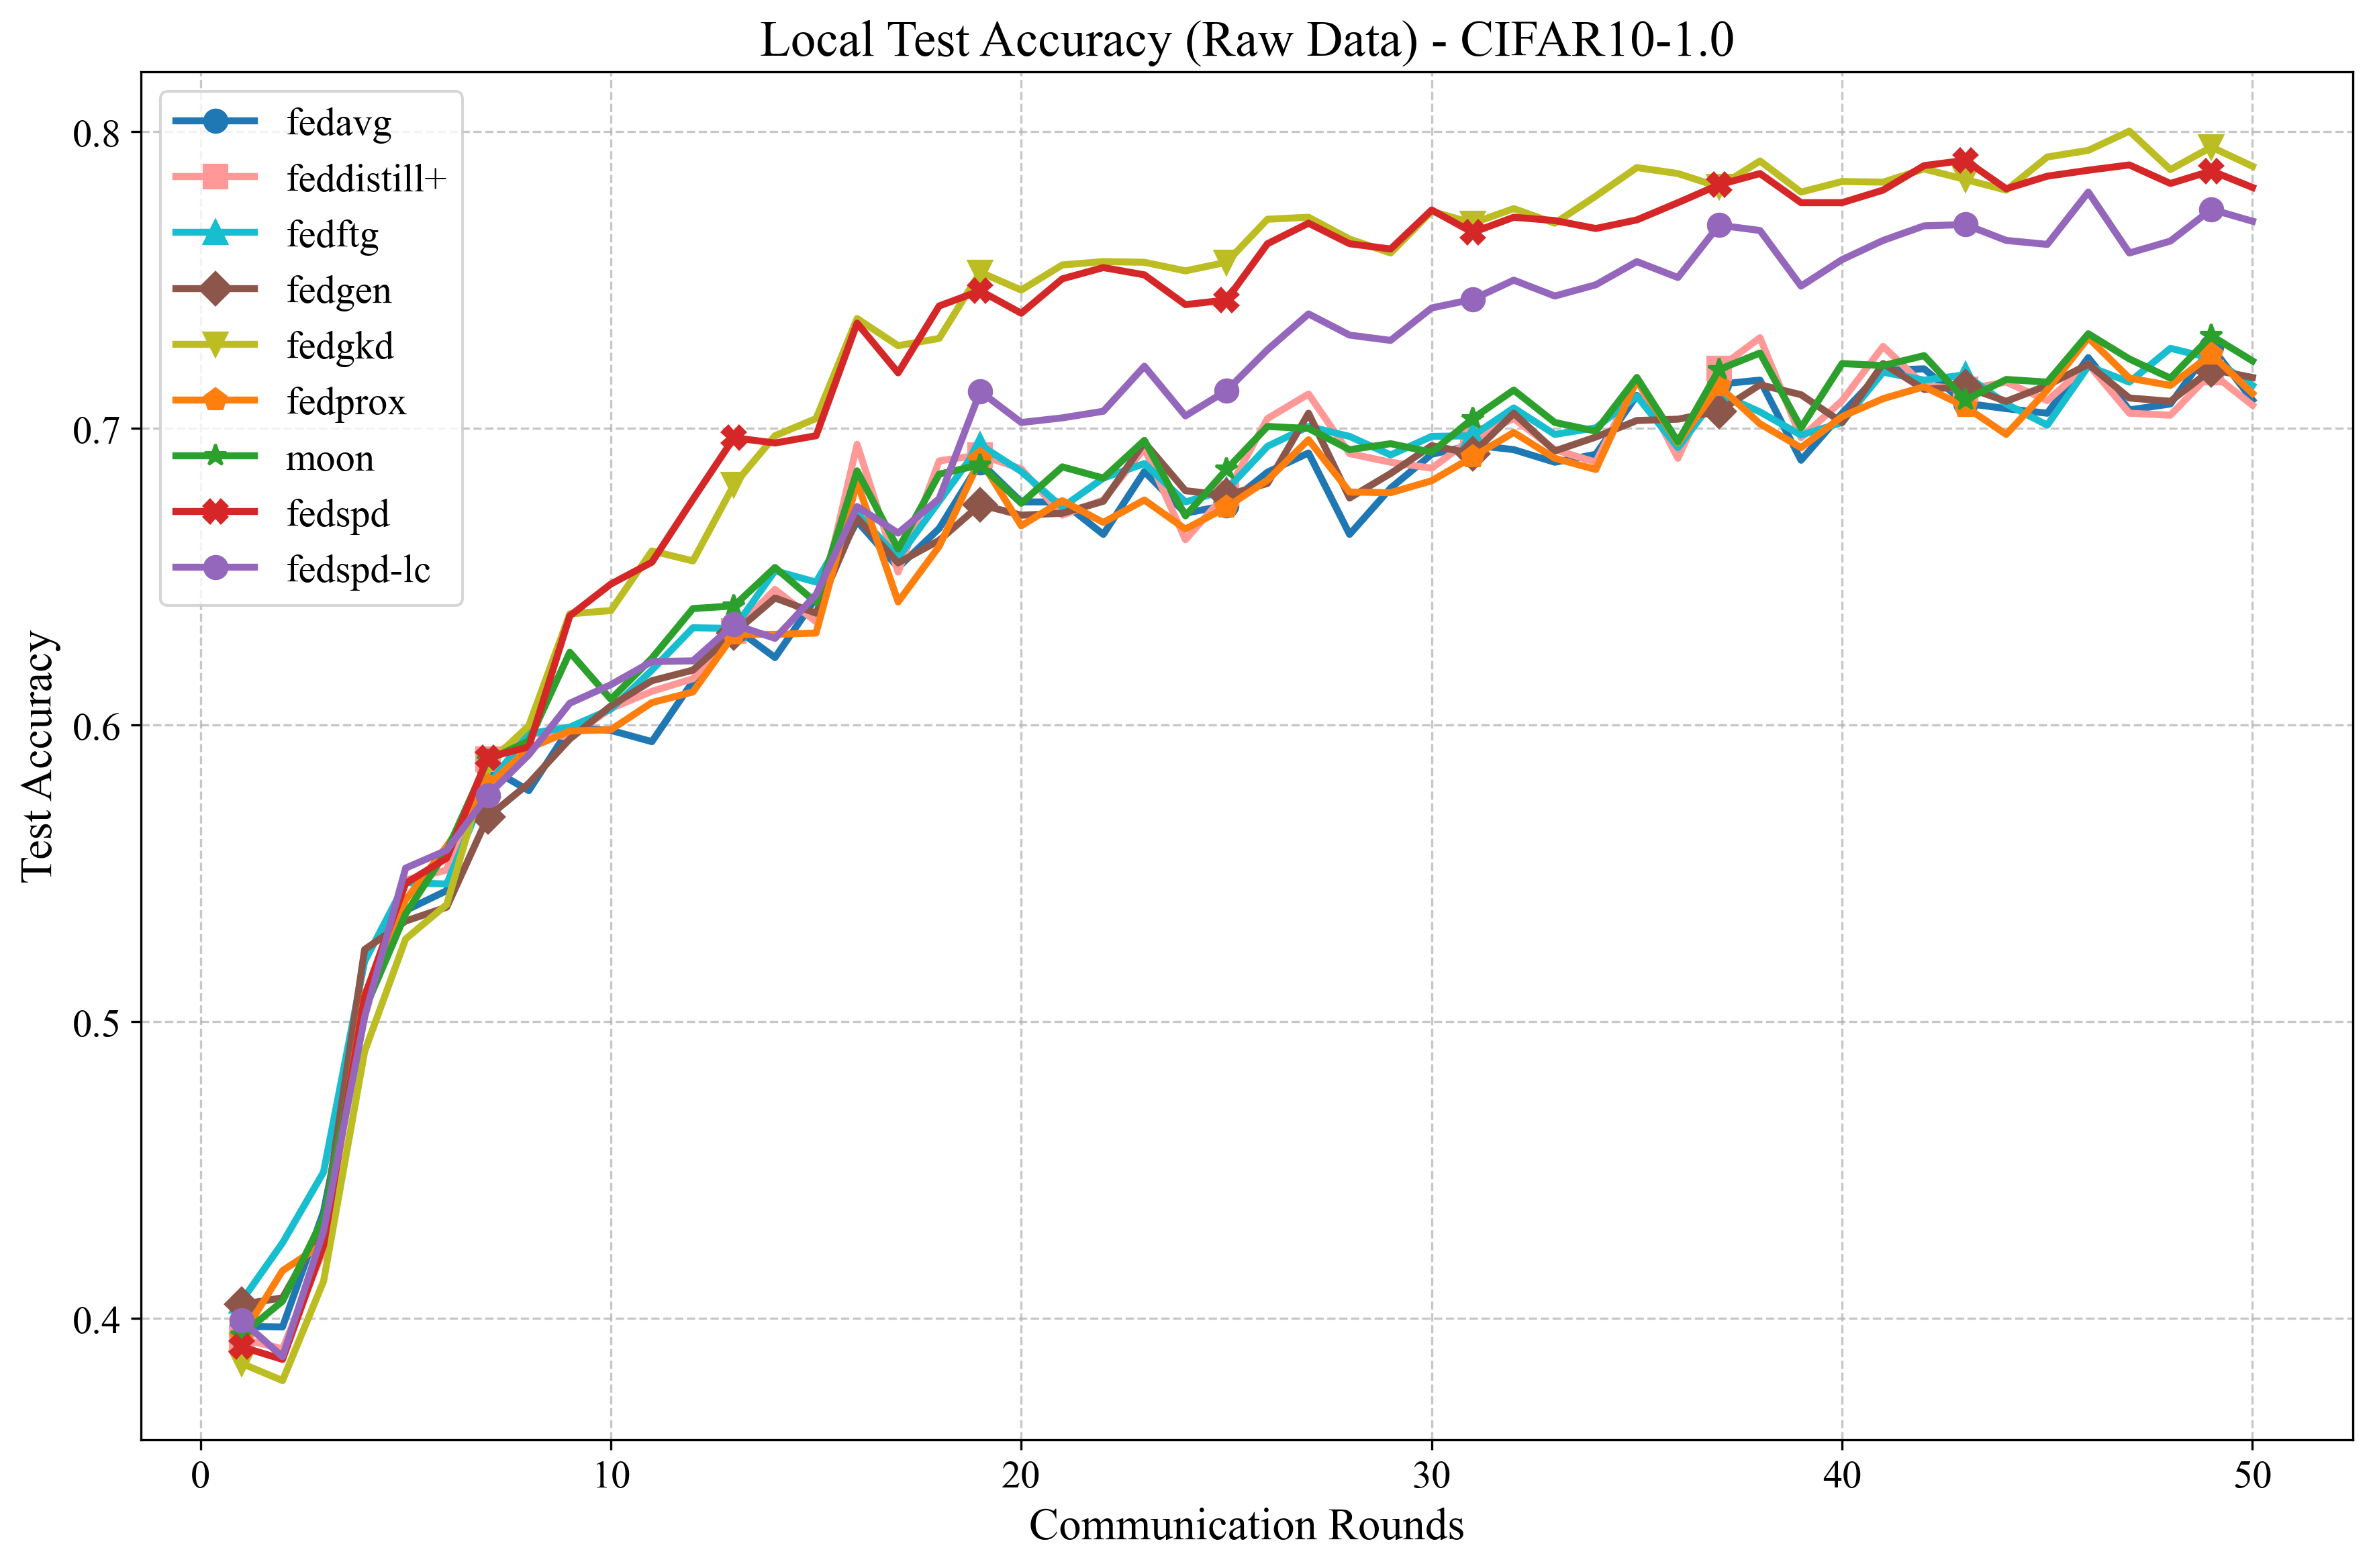 Local Test Accuracy (Raw Data) - CIFAR10-1.0
fedavg
feddistill+
fedftg
fedgen
fedgkd
fedprox
moon
fedspd
fedspd-lc
Test Accuracy
0.8
0.7
0.6
0.5
0.4
0 10 20 30 40 50
Communication Rounds